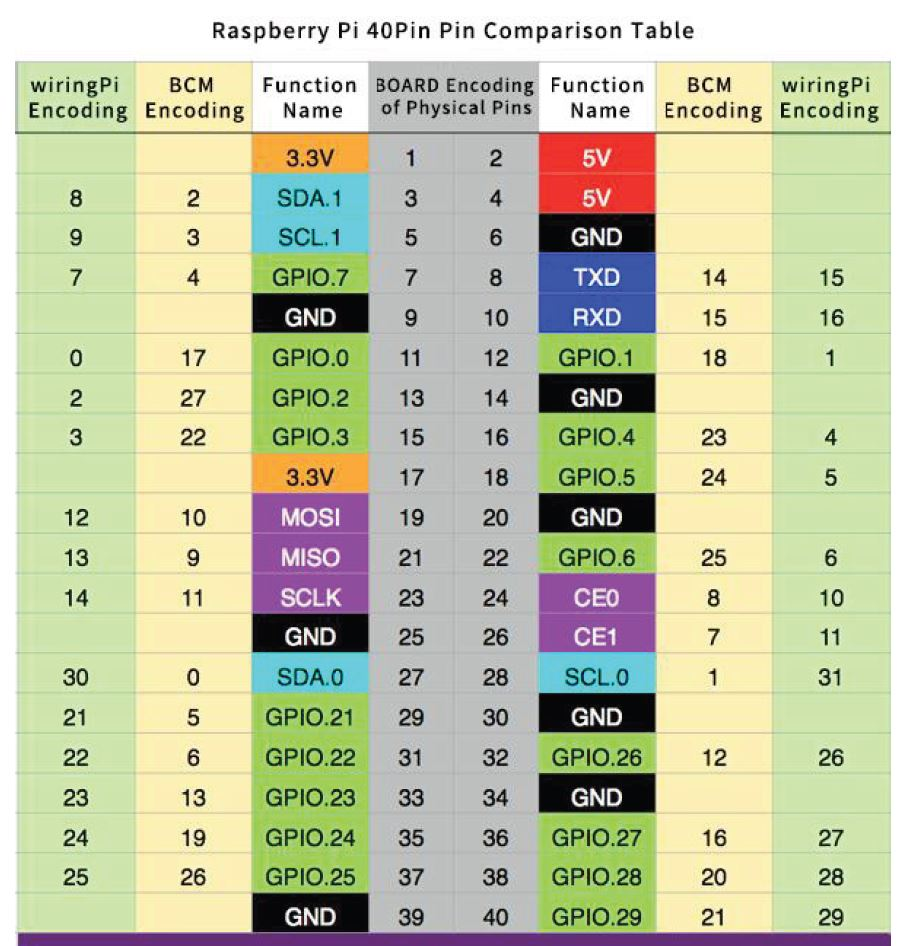 Raspberry Pi 40Pin Pin Comparison Table
wiringPi Encoding BCM Encoding Function Name BOARD Encoding of Physical Pins Function Name BCM Encoding wiringPi Encoding
3.3V 1 2 5V
8 2 SDA.1 3 4 5V
9 3 SCL.1 5 6 GND
7 4 GPIO.7 7 8 TXD 14 15
GND 9 10 RXD 15 16
0 17 GPIO.0 11 12 GPIO.1 18 1
2 27 GPIO.2 13 14 GND
3 22 GPIO.3 15 16 GPIO.4 23 4
3.3V 17 18 GPIO.5 24 5
12 10 MOSI 19 20 GND
13 9 MISO 21 22 GPIO.6 25 6
14 11 SCLK 23 24 CE0 8 10
GND 25 26 CE1 7 11
30 0 SDA.0 27 28 SCL.0 1 31
21 5 GPIO.21 29 30 GND
22 6 GPIO.22 31 32 GPIO.26 12 26
23 13 GPIO.23 33 34 GND
24 19 GPIO.24 35 36 GPIO.27 16 27
25 26 GPIO.25 37 38 GPIO.28 20 28
GND 39 40 GPIO.29 21 29